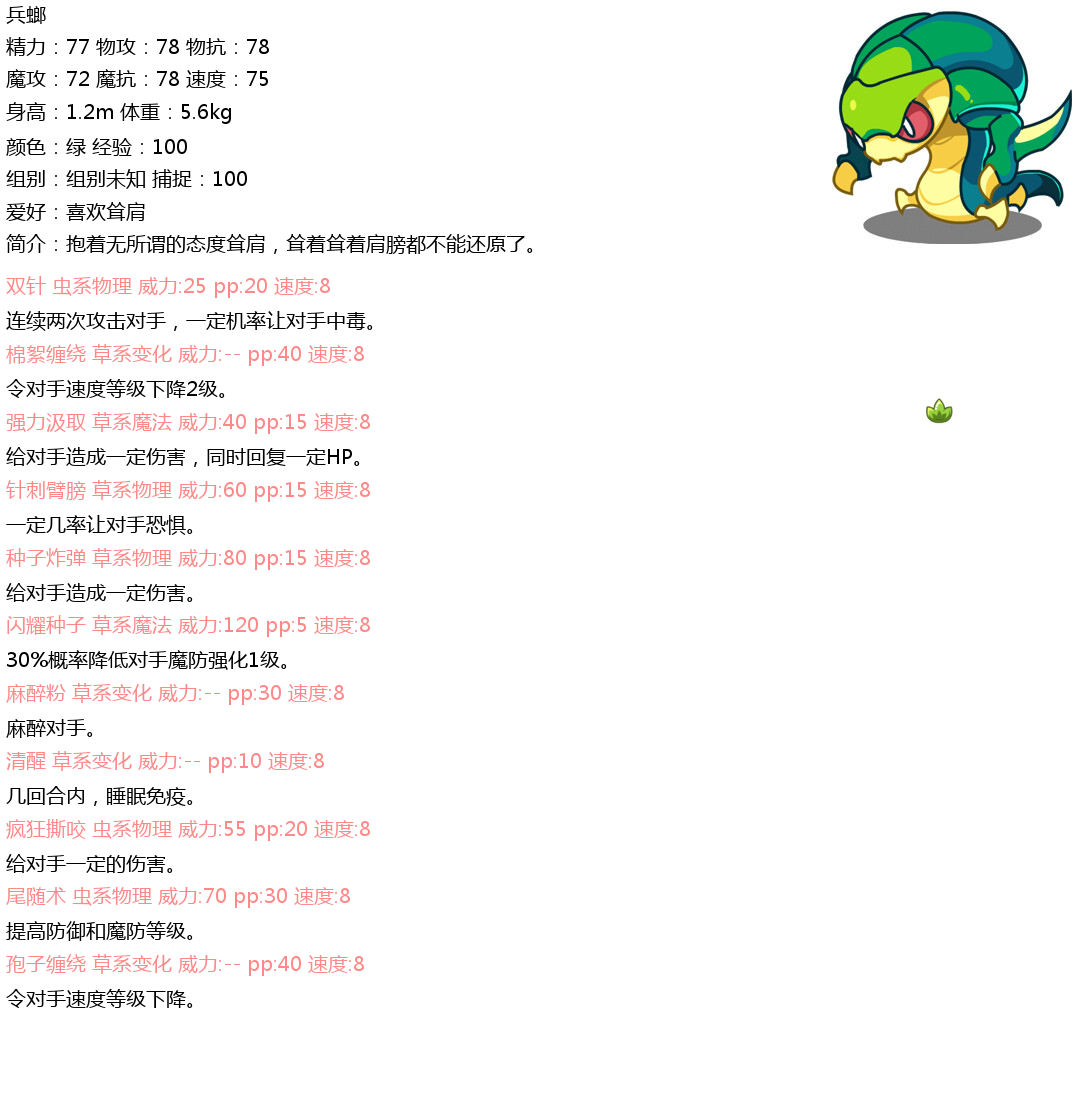 兵螂
精力：77 物攻：78 物抗：78
魔攻：72 魔抗：78 速度：75
身高：1.2m 体重：5.6kg
颜色：绿 经验：100
组别：组别未知 捕捉：100
爱好：喜欢耸肩
简介：抱着无所谓的态度耸肩，耸着耸着肩膀都不能还原了。
双针 虫系物理 威力:25 pp:20 速度:8
连续两次攻击对手，一定机率让对手中毒。
棉絮缠绕 草系变化 威力:-- pp:40 速度:8
令对手速度等级下降2级。
强力汲取 草系魔法 威力:40 pp:15 速度:8
给对手造成一定伤害，同时回复一定HP。
针刺臂膀 草系物理 威力:60 pp:15 速度:8
一定几率让对手恐惧。
种子炸弹 草系物理 威力:80 pp:15 速度:8
给对手造成一定伤害。
闪耀种子 草系魔法 威力:120 pp:5 速度:8
30%概率降低对手魔防强化1级。
麻醉粉 草系变化 威力:-- pp:30 速度:8
麻醉对手。
清醒 草系变化 威力:-- pp:10 速度:8
几回合内，睡眠免疫。
疯狂撕咬 虫系物理 威力:55 pp:20 速度:8
给对手一定的伤害。
尾随术 虫系物理 威力:70 pp:30 速度:8
提高防御和魔防等级。
孢子缠绕 草系变化 威力:-- pp:40 速度:8
令对手速度等级下降。